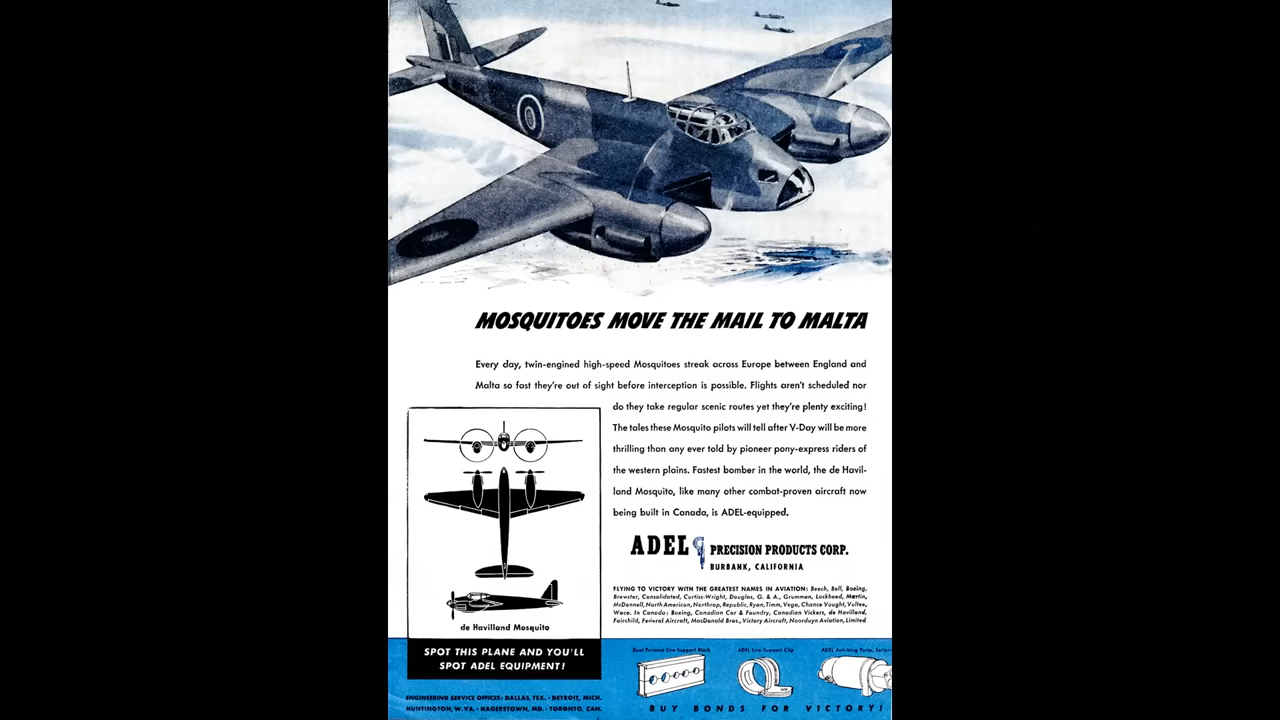 MOSQUITOES MOVE THE MAIL TO MALTA
Every day, twin-engined high-speed Mosquitoes streak across Europe between England and
Malta so fast they're out of sight before interception is possible. Flights aren't scheduled nor
do they take regular scenic routes yet they're plenty exciting!
The tales these Mosquito pilots will tell after V-Day will be more
thrilling than any ever told by pioneer pony-express riders of
the western plains. Fastest bomber in the world, the de Havil-
land Mosquito, like many other combat-proven aircraft now
being built in Canada, is ADEL-equipped.
ADEL PRECISION PRODUCTS CORP.
BURBANK, CALIFORNIA
FLYING TO VICTORY WITH THE GREATEST NAMES IN AVIATION: Beech, Bell, Boeing,
Brewster, Consolidated, Curtiss-Wright, Douglas, G. & A., Grumman, Lockheed, Martin,
McDonnell, North American, Northrop, Republic, Ryan, Timm, Vega, Chance Vought, Vultee,
Waco. In Canada: Boeing, Canadian Car & Foundry, Canadian Vickers, de Havilland,
Fairchild, Federal Aircraft, MacDonald Bros., Victory Aircraft, Noorduyn Aviation, Limited
de Havilland Mosquito
SPOT THIS PLANE AND YOU'LL
SPOT ADEL EQUIPMENT!
ENGINEERING SERVICE OFFICES: DALLAS, TEX. • DETROIT, MICH.
HUNTINGTON, W. VA. • HAGERSTOWN, MD. • TORONTO, CAN.
Dual Purpose Line Support Block
ADEL Line Support Clip
ADEL Anti-Icing Pump, Series
BUY BONDS FOR VICTORY!